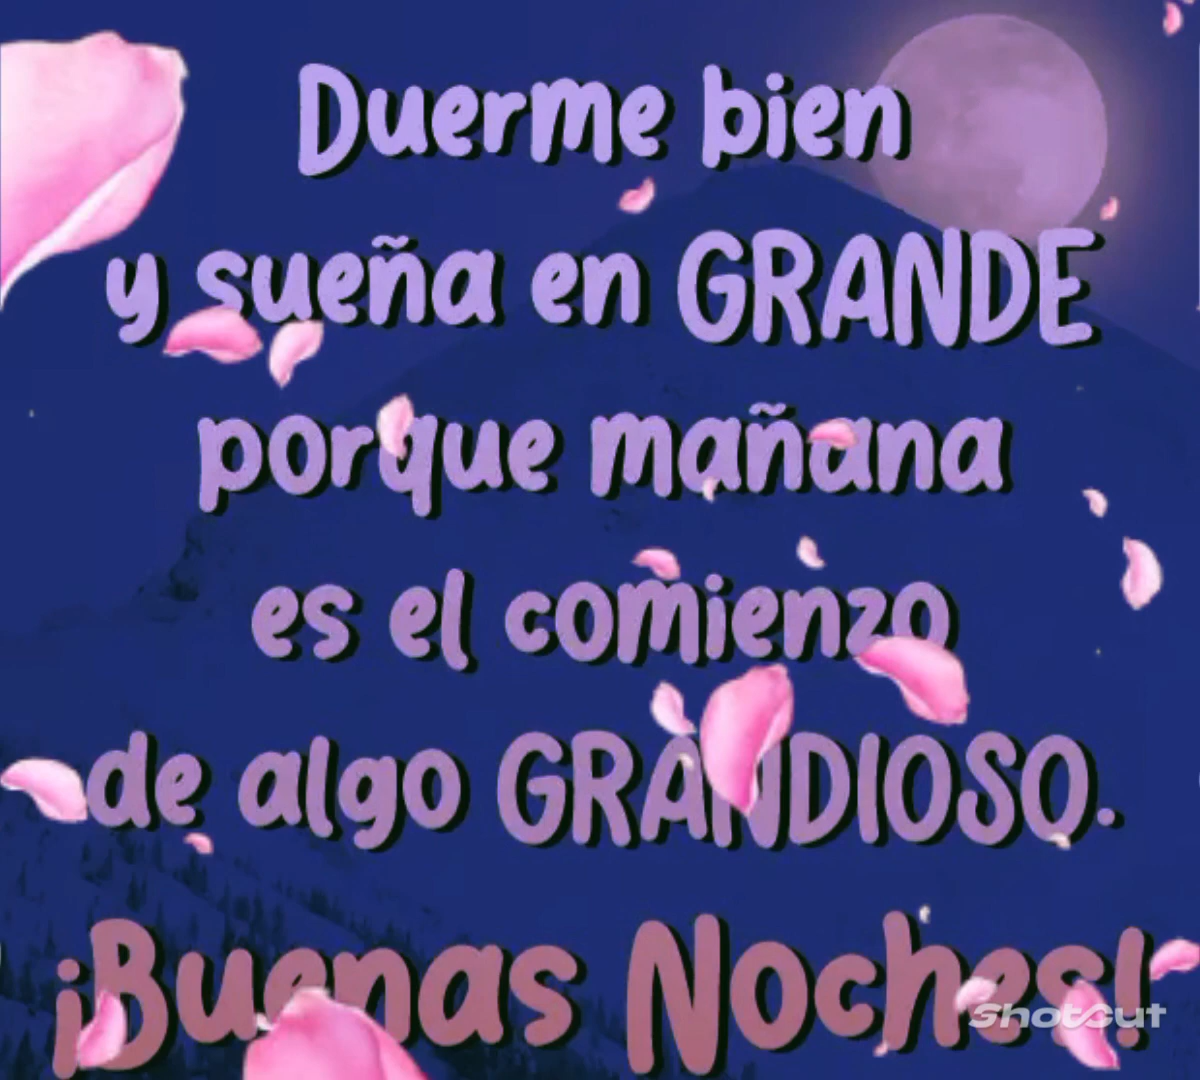 Duerme bien
y sueña en GRANDE
porque mañana
es el comienzo
de algo GRANDIOSO.
¡Buenas Noches!
Shotcut